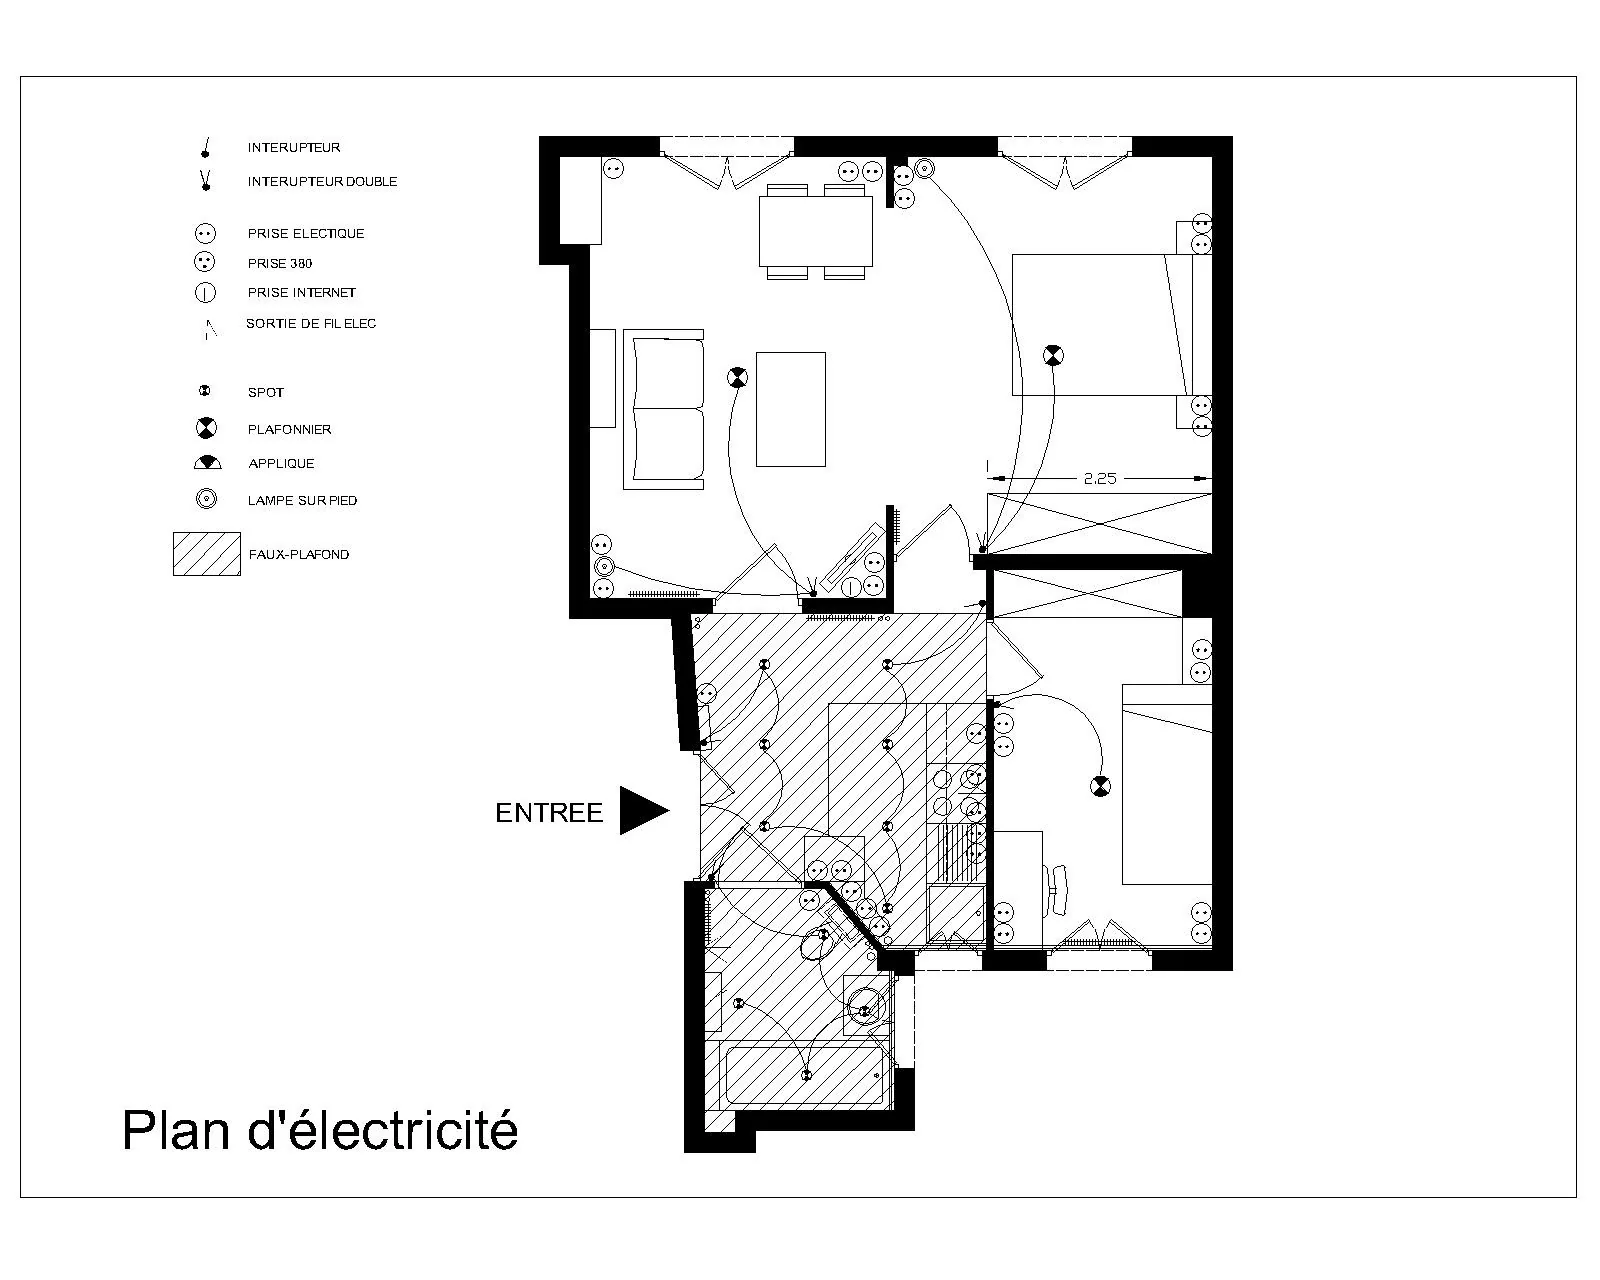 INTERUPTEUR
INTERUPTEUR DOUBLE
PRISE ELECTIQUE
PRISE 380
PRISE INTERNET
SORTIE DE FIL ELEC
SPOT
PLAFONNIER
APPLIQUE
LAMPE SUR PIED
FAUX-PLAFOND
2.25
ENTREE
Plan d'électricité